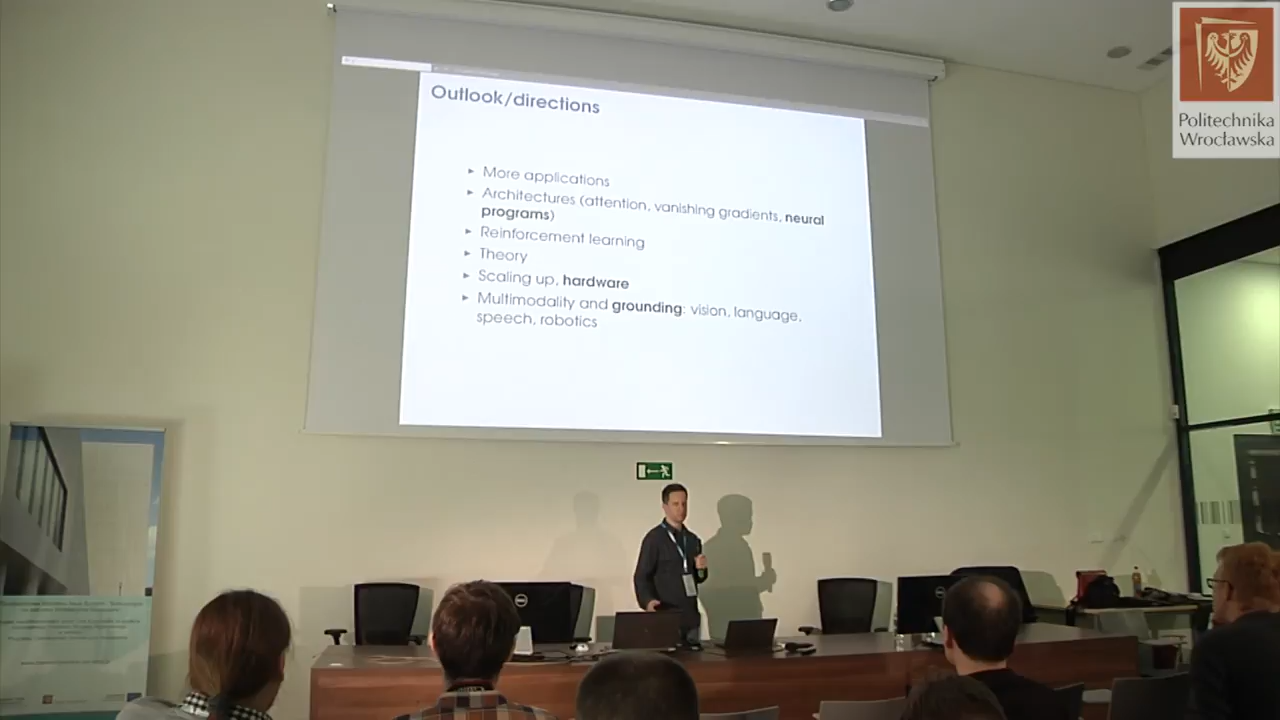 Outlook/directions
▸ More applications
▸ Architectures (attention, vanishing gradients, neural
programs)
▸ Reinforcement learning
▸ Theory
▸ Scaling up, hardware
▸ Multimodality and grounding: vision, language,
speech, robotics
Politechnika
Wrocławska
DELL